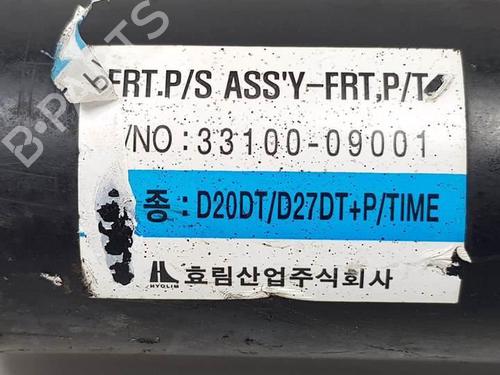 FRT.P/S ASS'Y-FRT,P/T
/NO : 33100-09001
종 : D20DT/D27DT+P/TIME
HYOLIM
효림산업주식회사
B-PARTS